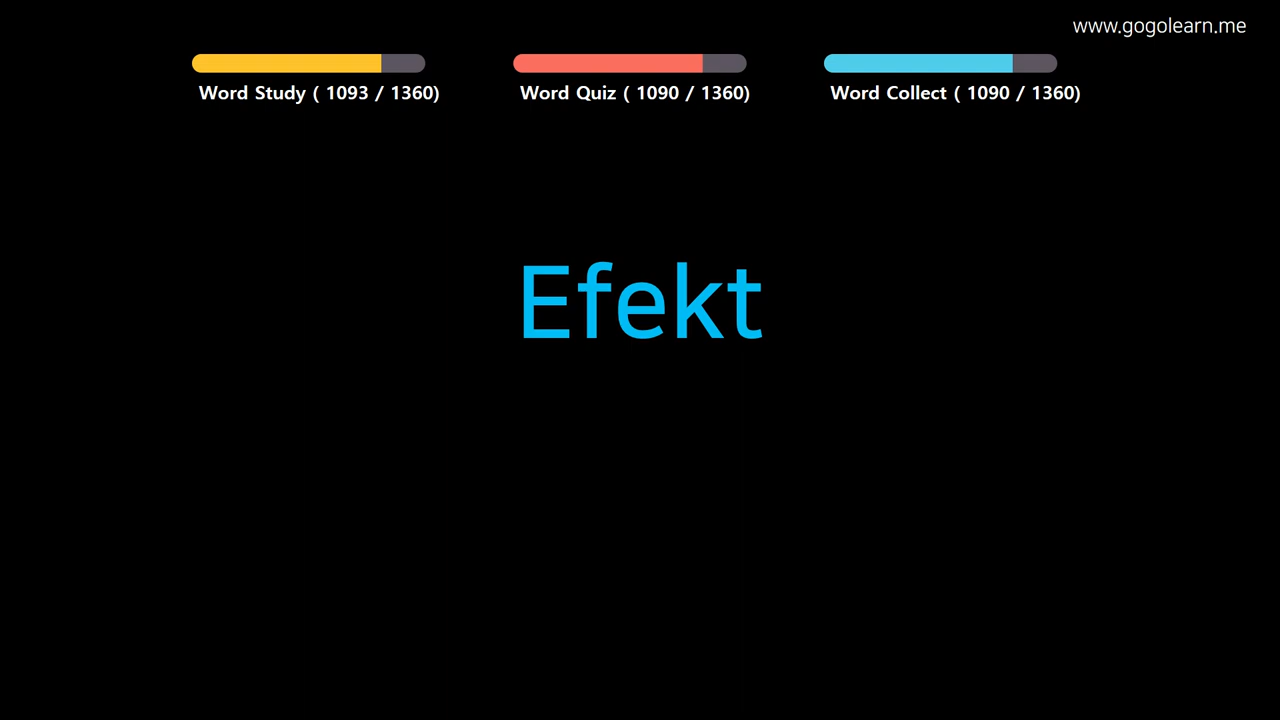 www.gogolearn.me
Word Study ( 1093 / 1360)
Word Quiz ( 1090 / 1360)
Word Collect ( 1090 / 1360)
Efekt